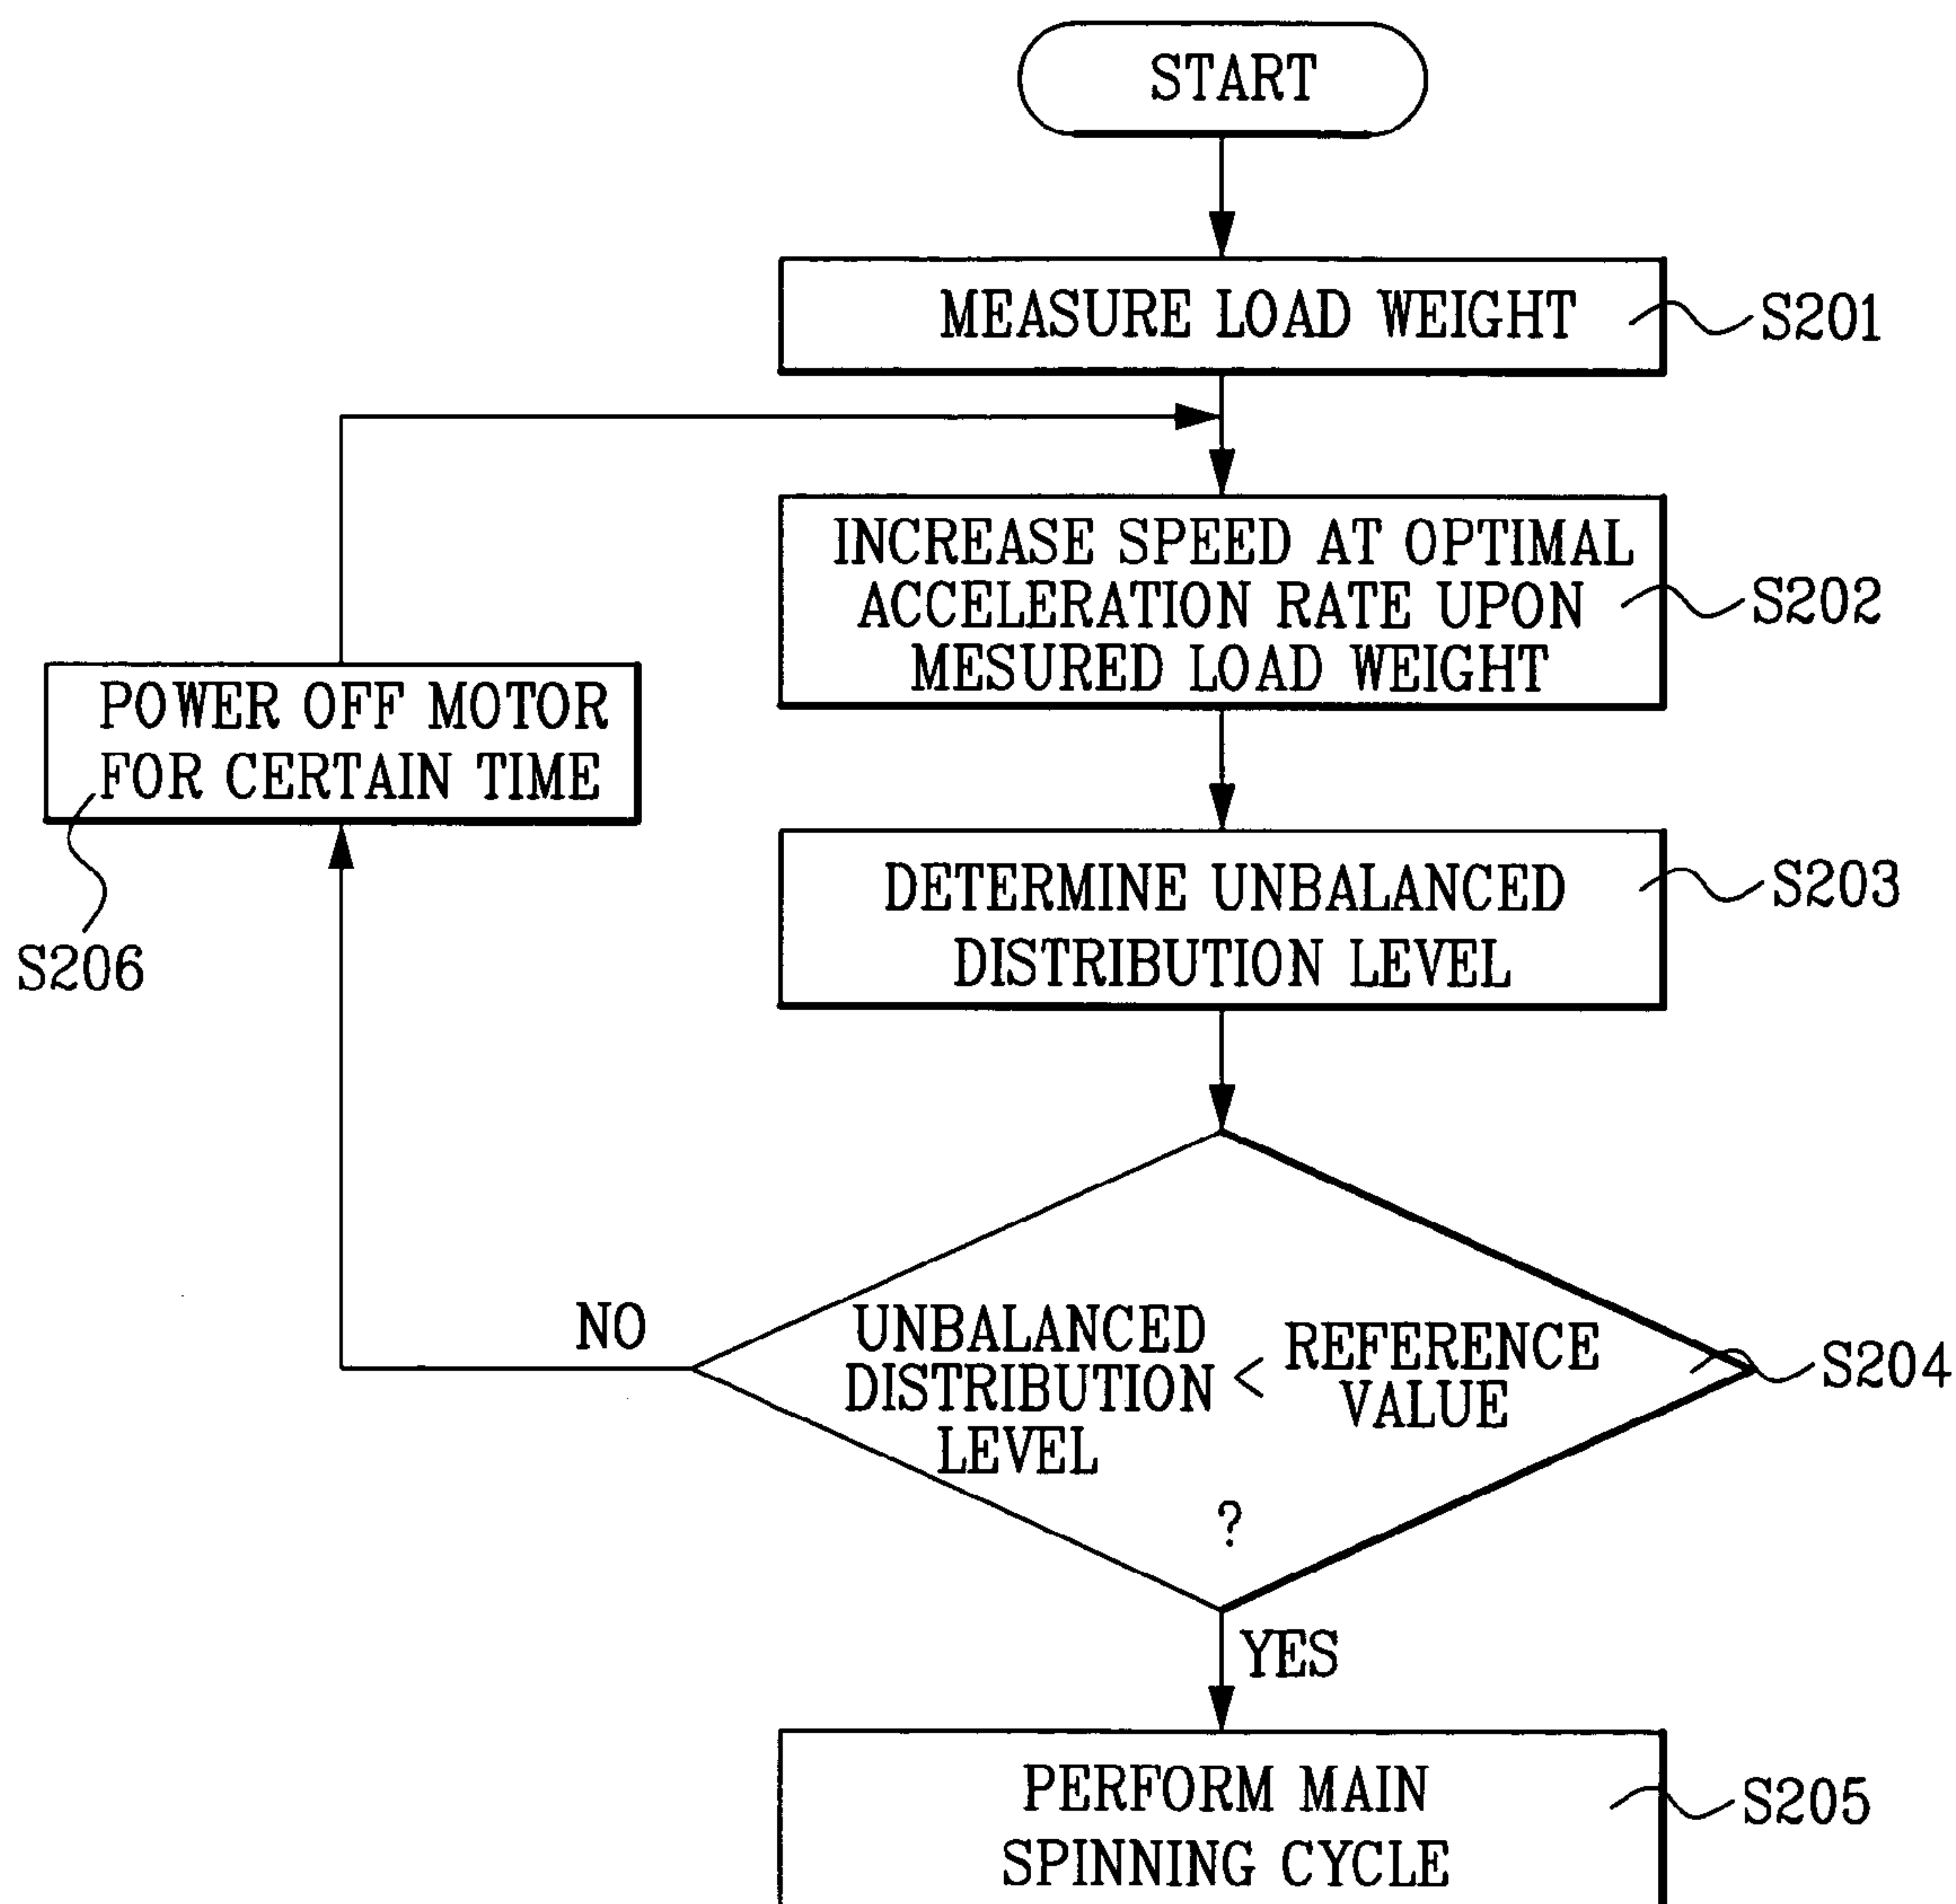 START
MEASURE LOAD WEIGHT
S201
INCREASE SPEED AT OPTIMAL
ACCELERATION RATE UPON
MESURED LOAD WEIGHT
S202
POWER OFF MOTOR
FOR CERTAIN TIME
S206
DETERMINE UNBALANCED
DISTRIBUTION LEVEL
S203
NO
UNBALANCED
DISTRIBUTION
LEVEL
<
REFERENCE
VALUE
?
S204
YES
PERFORM MAIN
SPINNING CYCLE
S205